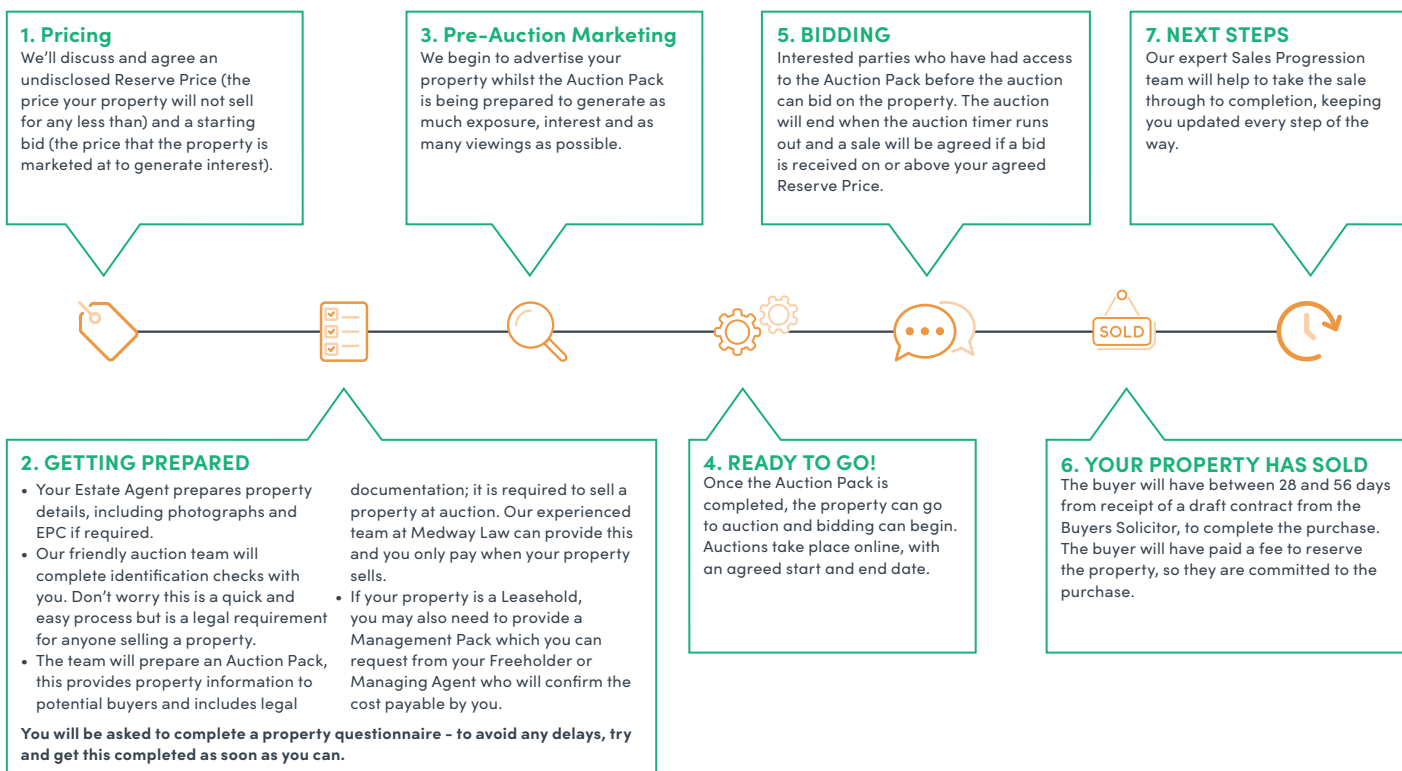 1. Pricing
We'll discuss and agree an
undisclosed Reserve Price (the
price your property will not sell
for any less than) and a starting
bid (the price that the property is
marketed at to generate interest).
3. Pre-Auction Marketing
We begin to advertise your
property whilst the Auction Pack
is being prepared to generate as
much exposure, interest and as
many viewings as possible.
5. BIDDING
Interested parties who have had access
to the Auction Pack before the auction
can bid on the property. The auction
will end when the auction timer runs
out and a sale will be agreed if a bid
is received on or above your agreed
Reserve Price.
7. NEXT STEPS
Our expert Sales Progression
team will help to take the sale
through to completion, keeping
you updated every step of the
way.
SOLD
2. GETTING PREPARED
• Your Estate Agent prepares property
details, including photographs and
EPC if required.
• Our friendly auction team will
complete identification checks with
you. Don't worry this is a quick and
easy process but is a legal requirement
for anyone selling a property.
• The team will prepare an Auction Pack,
this provides property information to
potential buyers and includes legal
documentation; it is required to sell a
property at auction. Our experienced
team at Medway Law can provide this
and you only pay when your property
sells.
• If your property is a Leasehold,
you may also need to provide a
Management Pack which you can
request from your Freeholder or
Managing Agent who will confirm the
cost payable by you.
You will be asked to complete a property questionnaire - to avoid any delays, try
and get this completed as soon as you can.
4. READY TO GO!
Once the Auction Pack is
completed, the property can go
to auction and bidding can begin.
Auctions take place online, with
an agreed start and end date.
6. YOUR PROPERTY HAS SOLD
The buyer will have between 28 and 56 days
from receipt of a draft contract from the
Buyers Solicitor, to complete the purchase.
The buyer will have paid a fee to reserve
the property, so they are committed to the
purchase.